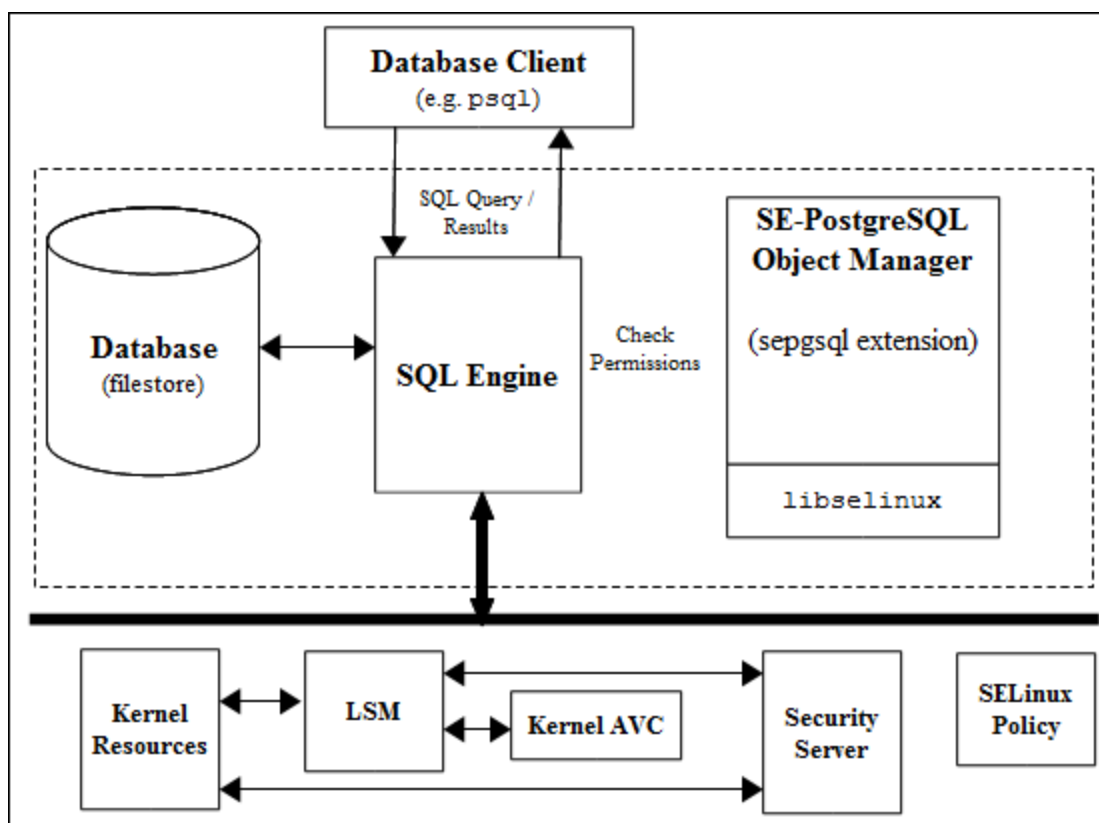 Database Client
(e.g. psql)
SQL Query /
Results
SE-PostgreSQL
Object Manager
(sepgsql extension)
Check
Permissions
Database
(filestore)
SQL Engine
libselinux
Kernel
Resources
LSM
Kernel AVC
Security
Server
SELinux
Policy